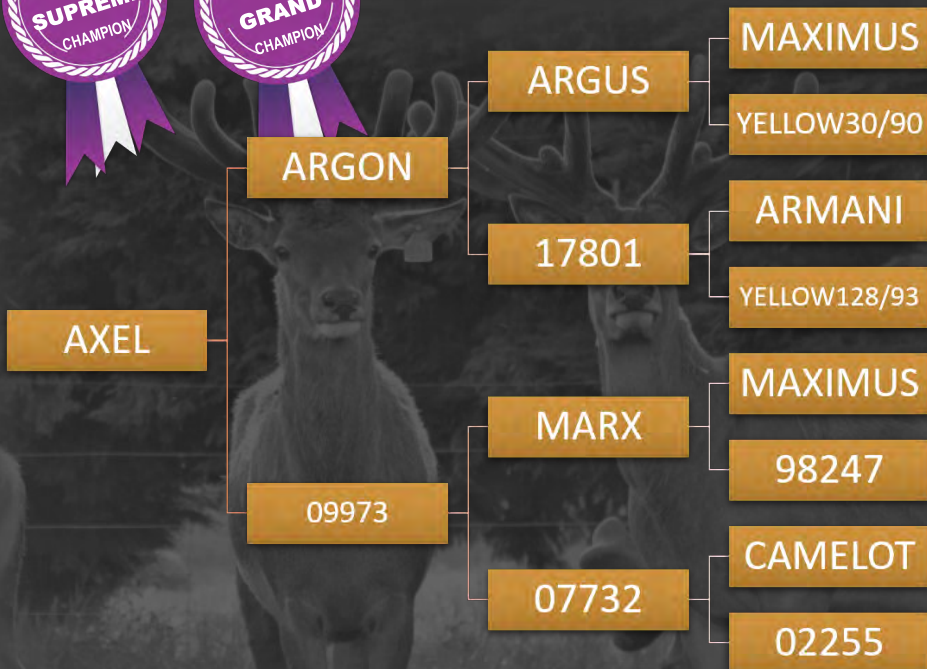 SUPREME
CHAMPION
GRAND
CHAMPION
MAXIMUS
ARGUS
YELLOW30/90
ARGON
ARMANI
17801
YELLOW128/93
AXEL
MAXIMUS
MARX
98247
09973
CAMELOT
07732
02255